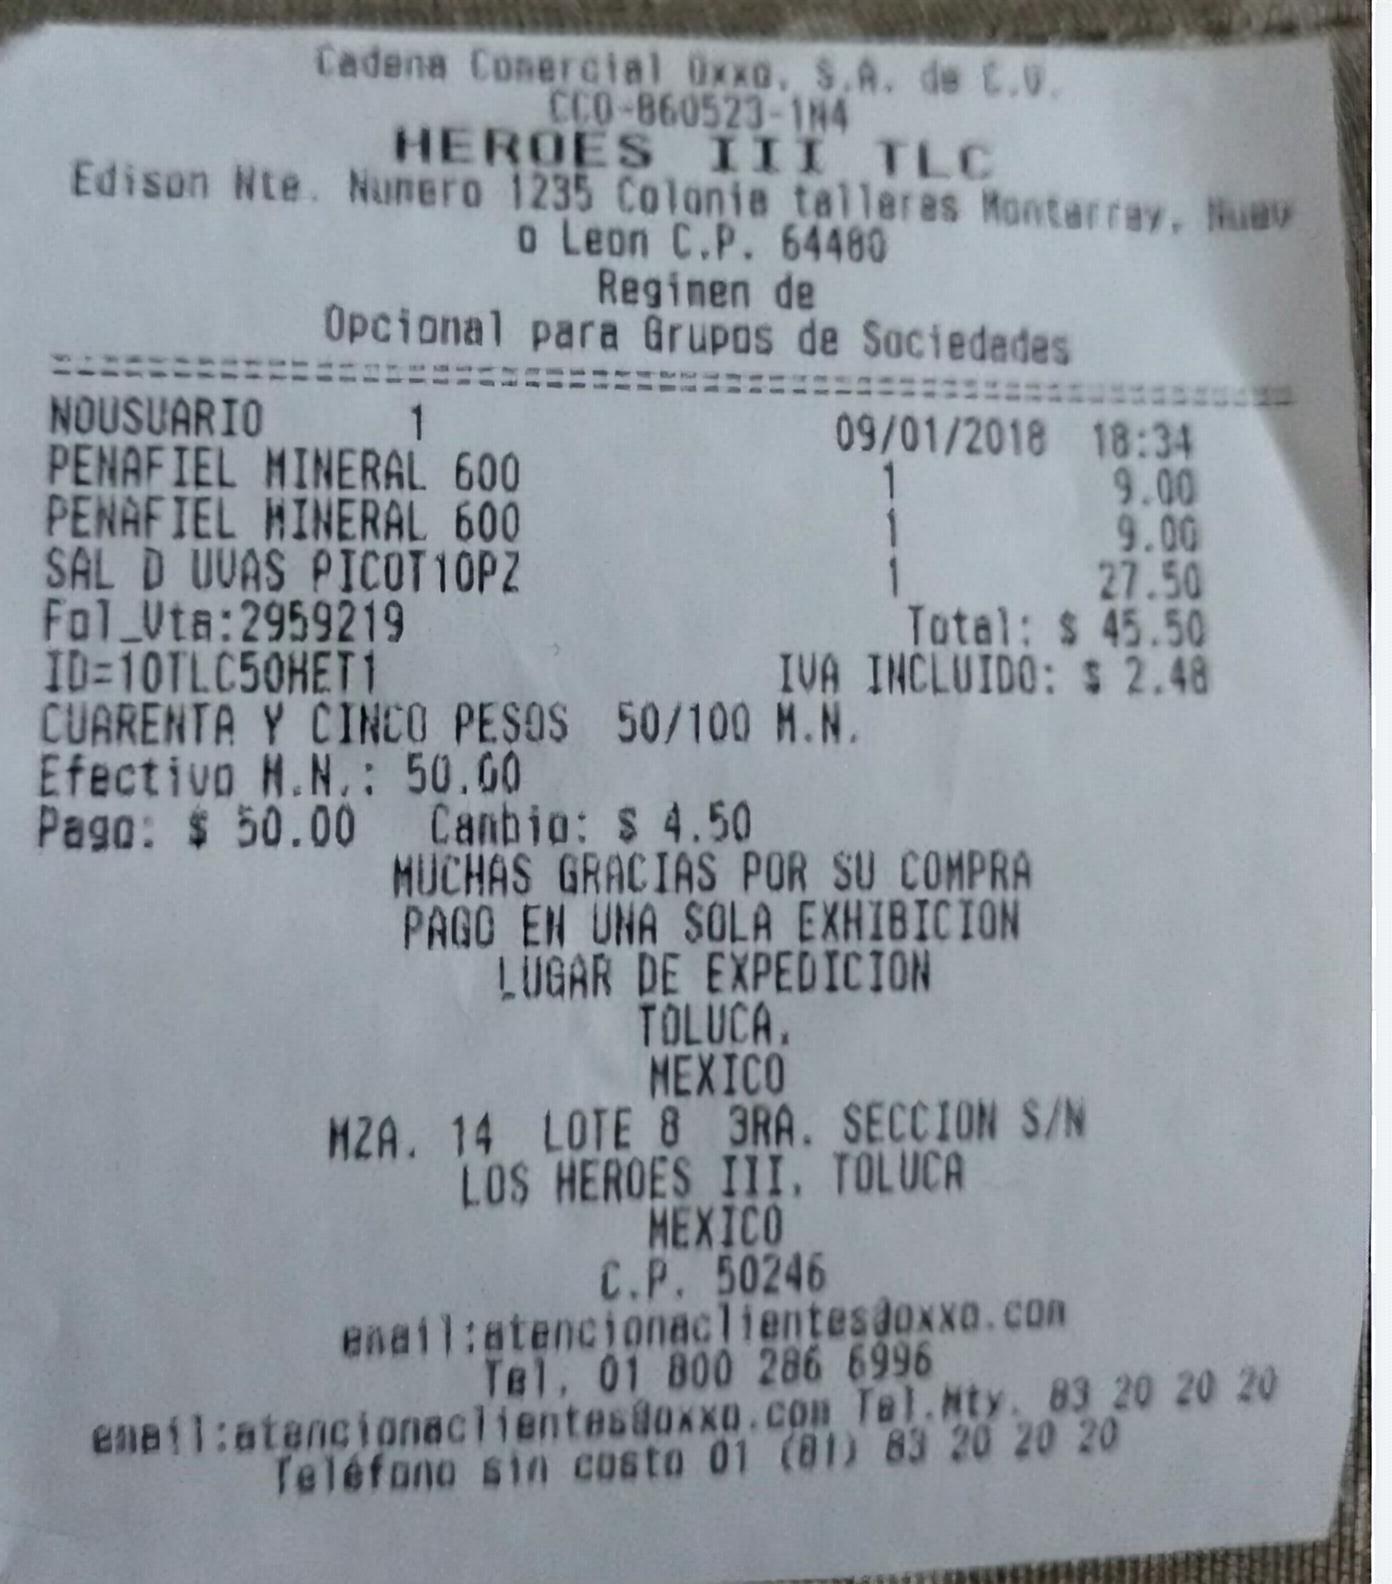 Cadena Comercial Oxxo, S.A. de C.V.
CCO-860523-1N4
HEROES III TLC
Edison Nte. Numero 1235 Colonia talleres Monterrey, Nuev
o Leon C.P. 64480
Regimen de
Opcional para Grupos de Sociedades
NOUSUARIO 1 09/01/2018 18:34
PENAFIEL MINERAL 600 1 9.00
PENAFIEL MINERAL 600 1 9.00
SAL D UVAS PICOT10PZ 1 27.50
Fol_Vta:2959219 Total: $ 45.50
ID=10TLC50HET1 IVA INCLUIDO: $ 2.48
CUARENTA Y CINCO PESOS 50/100 M.N.
Efectivo M.N.: 50.00
Pago: $ 50.00 Cambio: $ 4.50
MUCHAS GRACIAS POR SU COMPRA
PAGO EN UNA SOLA EXHIBICION
LUGAR DE EXPEDICION
TOLUCA,
MEXICO
MZA. 14 LOTE 8 3RA. SECCION S/N
LOS HEROES III, TOLUCA
MEXICO
C.P. 50246
email:atencionaclientes@oxxo.com
Tel. 01 800 286 6996
email:atencionaclientes@oxxo.com Tel.Mty. 83 20 20 20
Teléfono sin costo 01 (81) 83 20 20 20